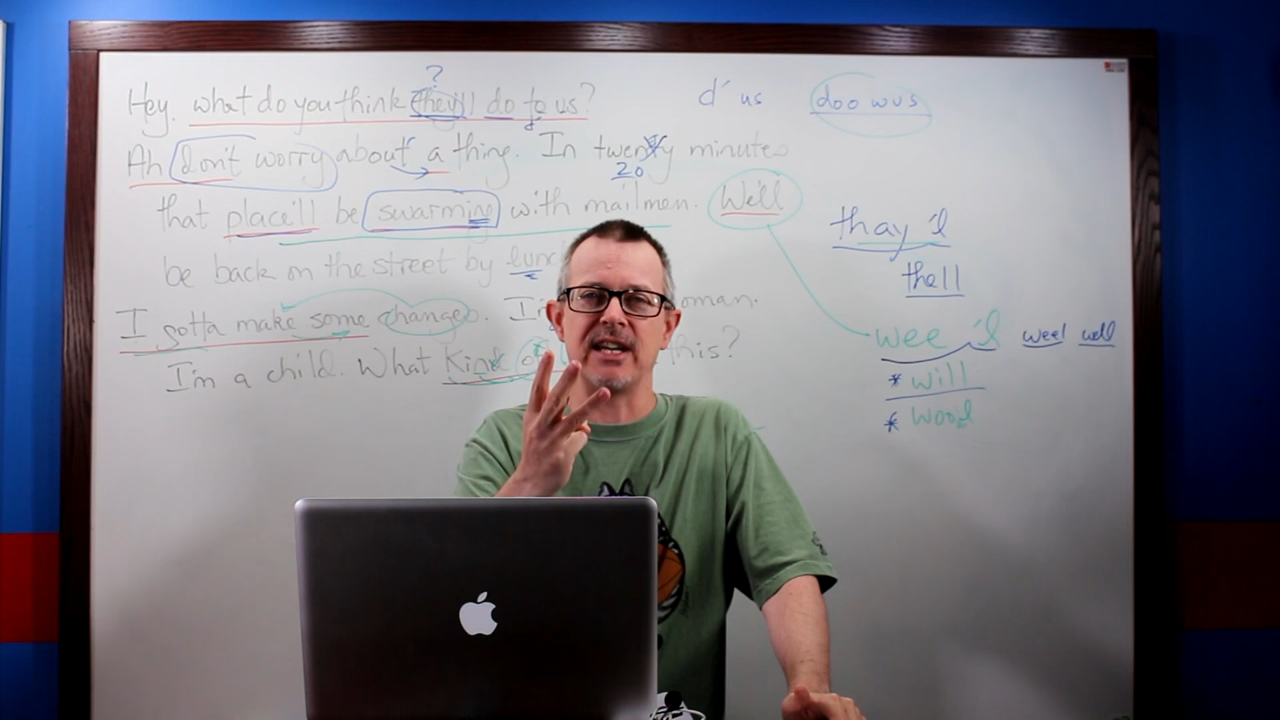 ?
Hey, what do you think they'll do to us?
Ah don't worry about a thing. In twenty minutes
20
that place'll be swarming with mailmen. We'll
be back on the street by
I gotta make some changes.
I'm a child. What kind
d' us
doo wus
thay 'l
thell
wee 'l weel well
* will
* wood